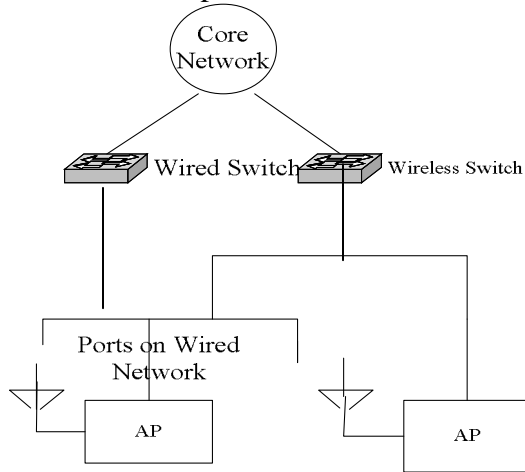 Core
Network
Wired Switch
Wireless Switch
Ports on Wired
Network
AP
AP